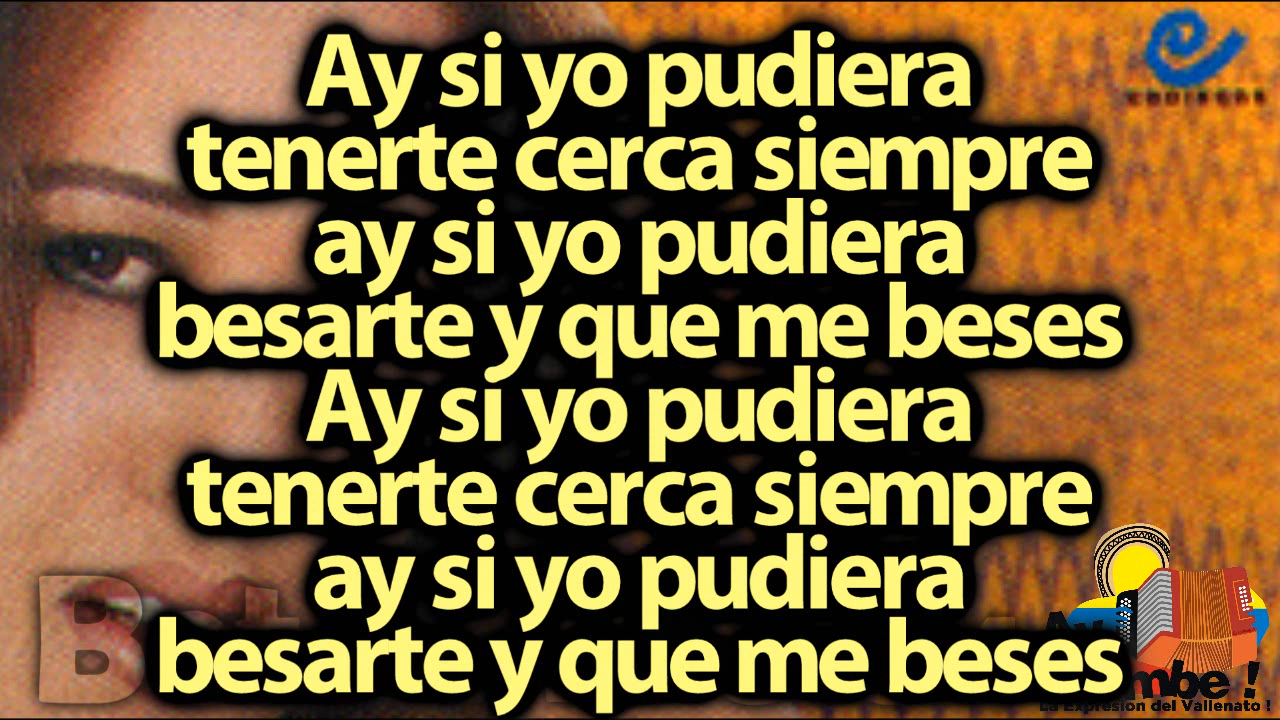 Ay si yo pudiera
tenerte cerca siempre
ay si yo pudiera
besarte y que me beses
Ay si yo pudiera
tenerte cerca siempre
ay si yo pudiera
besarte y que me beses
La Expresión del Vallenato !